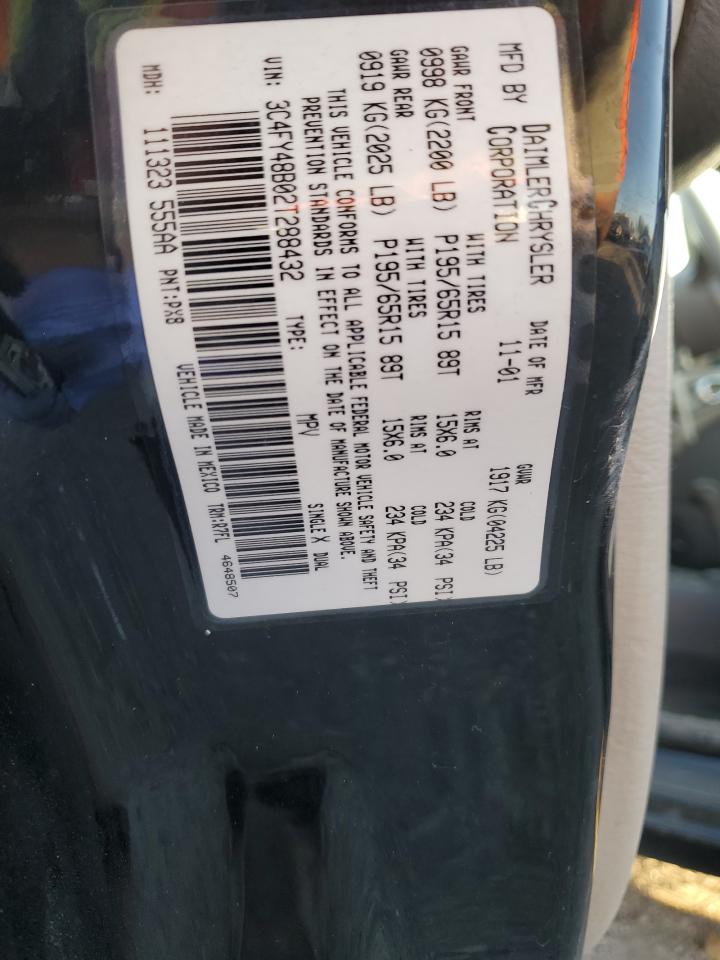 MFD BY DAIMLERCHRYSLER CORPORATION DATE OF MFR 11-01 GVWR 1917 KG(04225 LB)
GAWR FRONT WITH TIRES RIMS AT COLD
0998 KG(2200 LB) P195/65R15 89T 15X6.0 234 KPA(34 PSI)
GAWR REAR WITH TIRES RIMS AT COLD
0919 KG(2025 LB) P195/65R15 89T 15X6.0 234 KPA(34 PSI)
THIS VEHICLE CONFORMS TO ALL APPLICABLE FEDERAL MOTOR VEHICLE SAFETY AND THEFT
PREVENTION STANDARDS IN EFFECT ON THE DATE OF MANUFACTURE SHOWN ABOVE.
VIN: 3C4FY48B02T288432 TYPE: MPV SINGLE X DUAL
MDH: 111323 555AA PNT:PX8
VEHICLE MADE IN MEXICO TRM:R7FL 4648507